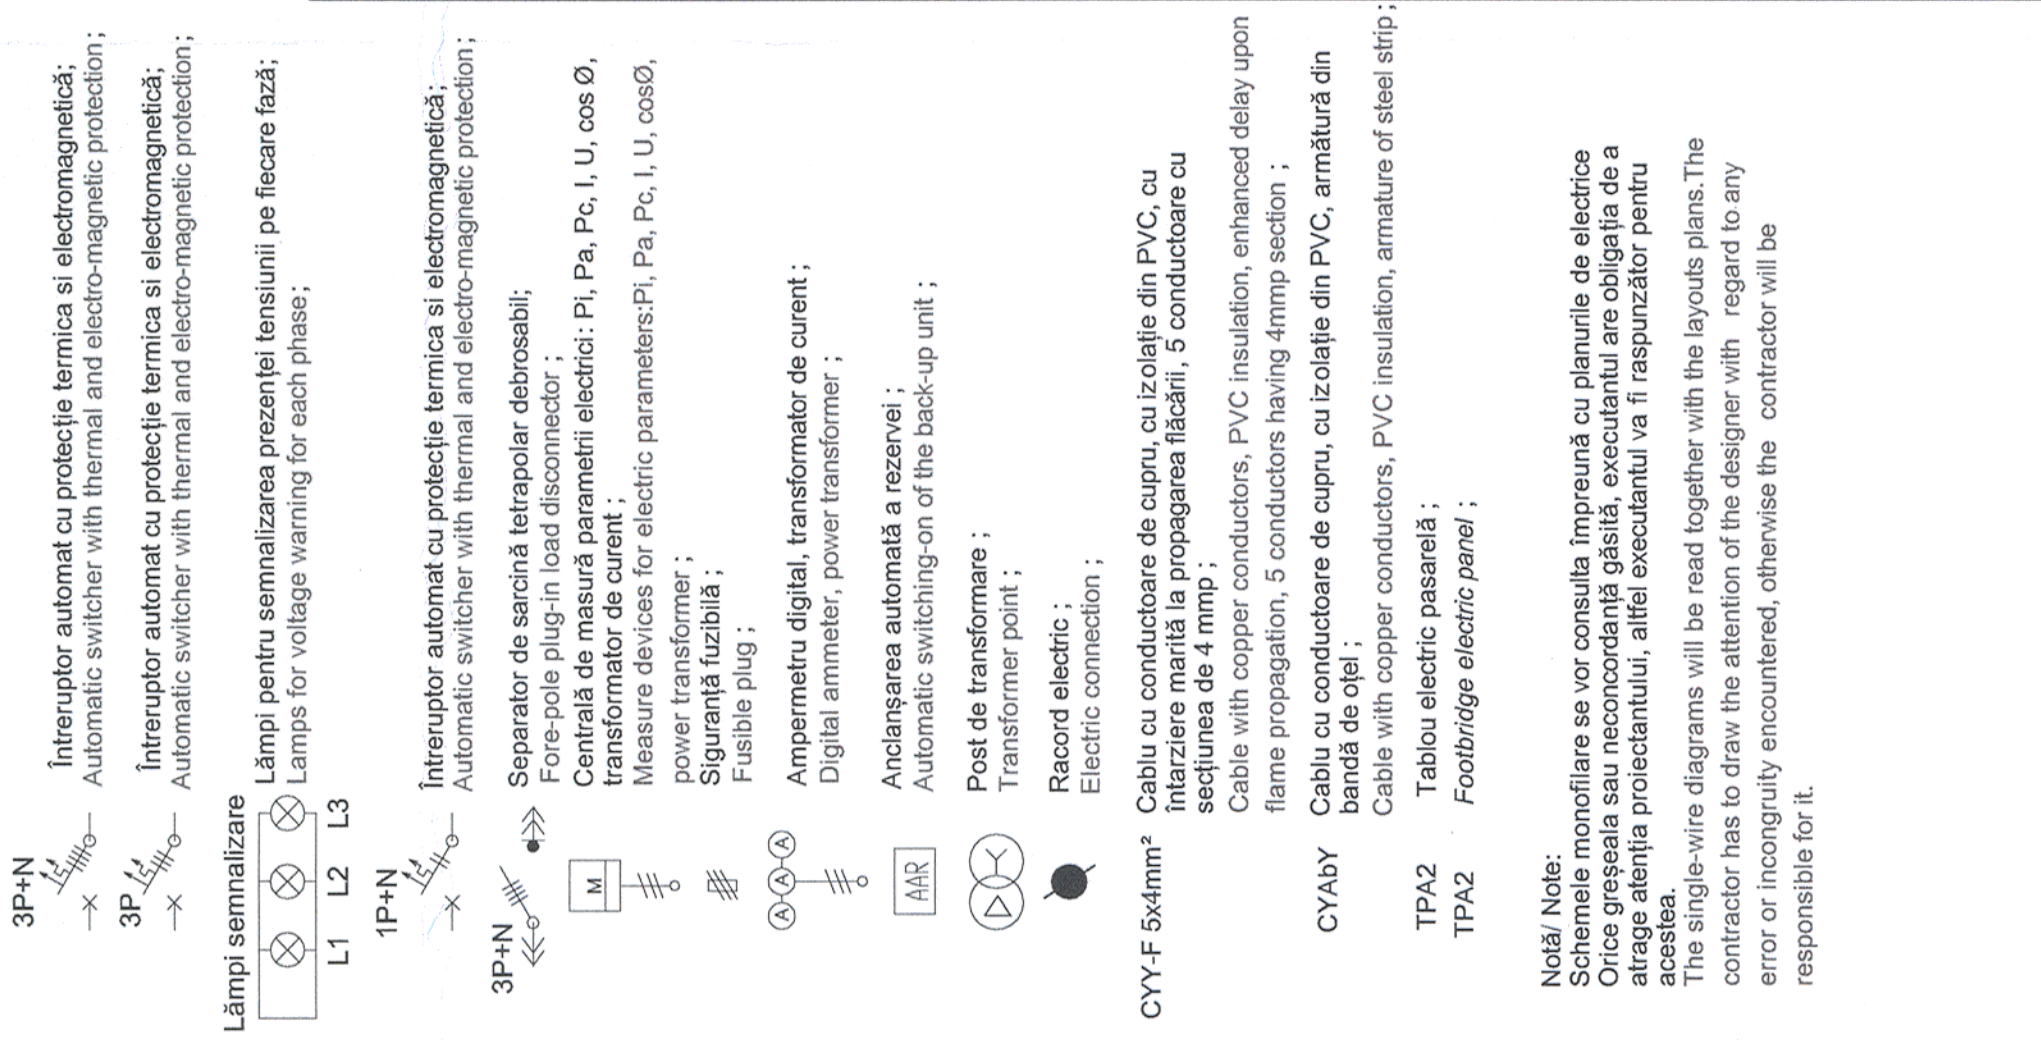 3P+N
Întreruptor automat cu protecție termica si electromagnetică;
Automatic switcher with thermal and electro-magnetic protection;
3P
Întreruptor automat cu protecție termica si electromagnetică;
Automatic switcher with thermal and electro-magnetic protection;
Lămpi semnalizare
L1 L2 L3
Lămpi pentru semnalizarea prezenței tensiunii pe fiecare fază;
Lamps for voltage warning for each phase;
1P+N
Întreruptor automat cu protecție termica si electromagnetică;
Automatic switcher with thermal and electro-magnetic protection;
3P+N
Separator de sarcină tetrapolar debrosabil;
Fore-pole plug-in load disconnector ;
M
Centrală de masură parametrii electrici: Pi, Pa, Pc, I, U, cos Ø,
transformator de curent ;
Measure devices for electric parameters:Pi, Pa, Pc, I, U, cosØ,
power transformer ;
Siguranță fuzibilă ;
Fusible plug ;
A A A
Ampermetru digital, transformator de curent ;
Digital ammeter, power transformer ;
AAR
Anclanșarea automată a rezervei ;
Automatic switching-on of the back-up unit ;
Post de transformare ;
Transformer point ;
Racord electric ;
Electric connection ;
CYY-F 5x4mm² Cablu cu conductoare de cupru, cu izolație din PVC, cu
întarziere marită la propagarea flăcării, 5 conductoare cu
secțiunea de 4 mmp ;
Cable with copper conductors, PVC insulation, enhanced delay upon
flame propagation, 5 conductors having 4mmp section ;
CYAbY Cablu cu conductoare de cupru, cu izolație din PVC, armătură din
bandă de oțel ;
Cable with copper conductors, PVC insulation, armature of steel strip ;
TPA2 Tablou electric pasarelă ;
TPA2 Footbridge electric panel ;
Notă/ Note:
Schemele monofilare se vor consulta împreună cu planurile de electrice
Orice greșeala sau neconcordanță găsită, executantul are obligația de a
atrage atenția proiectantului, altfel executantul va fi raspunzător pentru
acestea.
The single-wire diagrams will be read together with the layouts plans.The
contractor has to draw the attention of the designer with regard to any
error or incongruity encountered, otherwise the contractor will be
responsible for it.